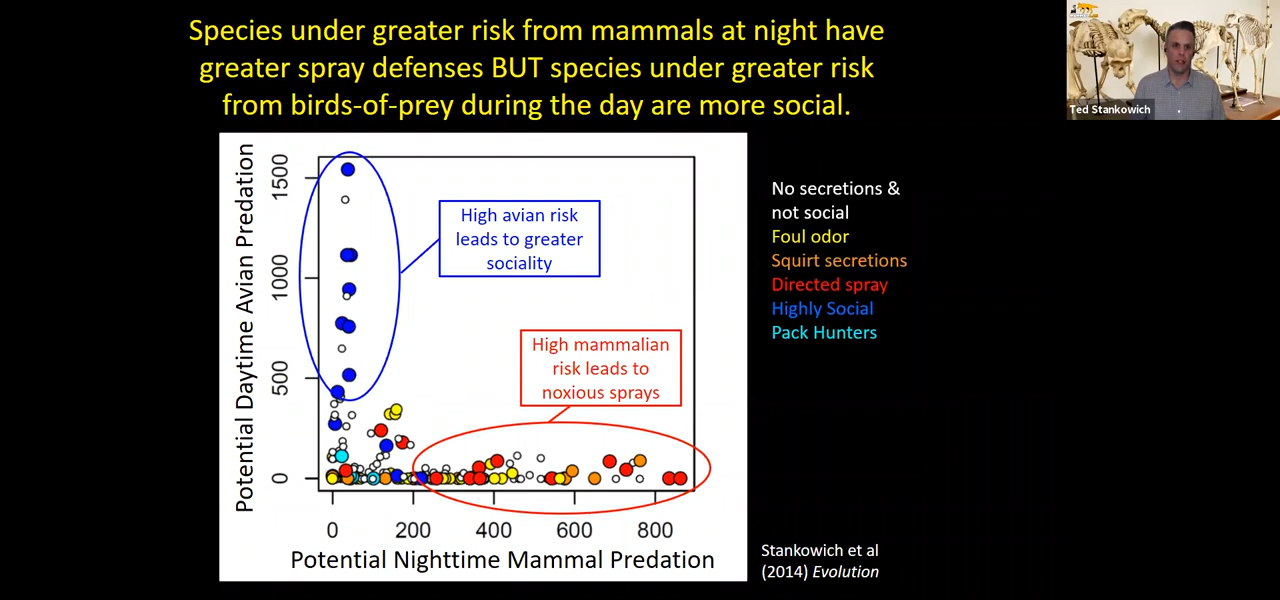 Species under greater risk from mammals at night have
greater spray defenses BUT species under greater risk
from birds-of-prey during the day are more social.
Ted Stankowich
Potential Daytime Avian Predation
1500
1000
500
0
High avian risk
leads to greater
sociality
High mammalian
risk leads to
noxious sprays
0 200 400 600 800
Potential Nighttime Mammal Predation
No secretions &
not social
Foul odor
Squirt secretions
Directed spray
Highly Social
Pack Hunters
Stankowich et al
(2014) Evolution